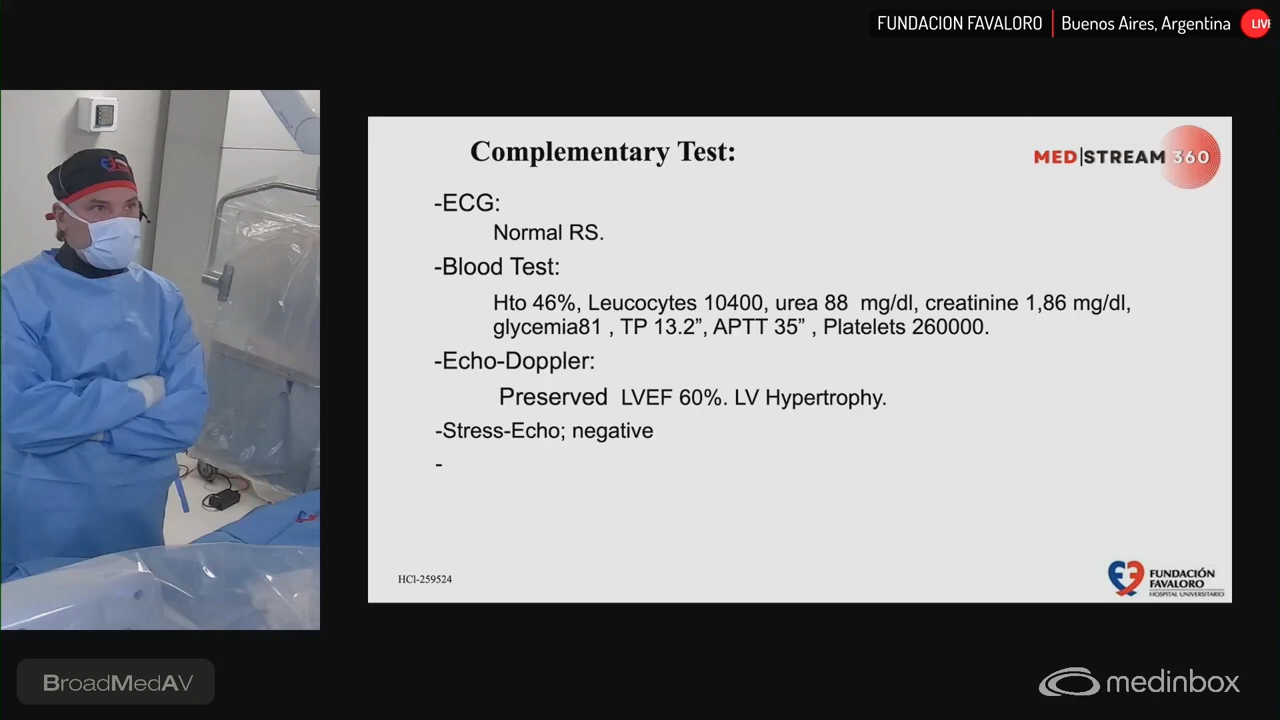 FUNDACION FAVALORO | Buenos Aires, Argentina
LIVE
Complementary Test:
MED|STREAM 360
-ECG:
Normal RS.
-Blood Test:
Hto 46%, Leucocytes 10400, urea 88 mg/dl, creatinine 1,86 mg/dl,
glycemia81 , TP 13.2”, APTT 35” , Platelets 260000.
-Echo-Doppler:
Preserved LVEF 60%. LV Hypertrophy.
-Stress-Echo; negative
-
HCl-259524
FUNDACIÓN
FAVALORO
HOSPITAL UNIVERSITARIO
BroadMedAV
medinbox